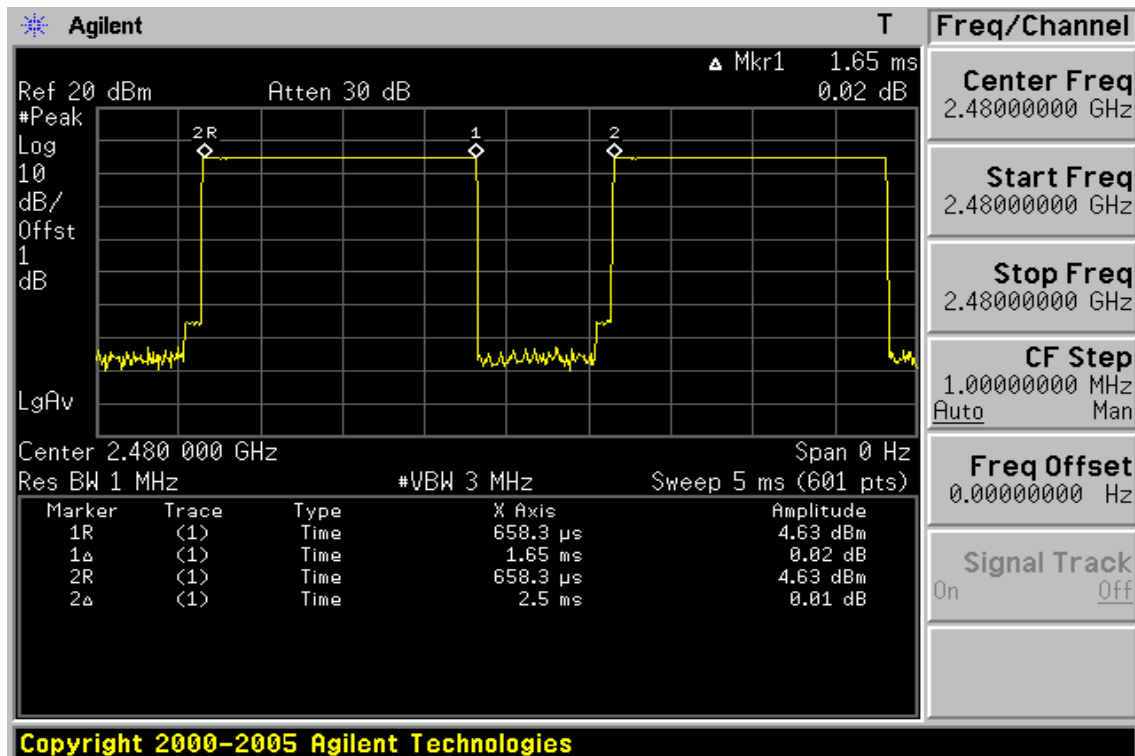 Agilent T
Freq/Channel
Δ Mkr1 1.65 ms
Ref 20 dBm Atten 30 dB 0.02 dB
#Peak
Log
10
dB/
Offst
1
dB
LgAv
2R 1 2
Center 2.480 000 GHz Span 0 Hz
Res BW 1 MHz #VBW 3 MHz Sweep 5 ms (601 pts)
Marker Trace Type X Axis Amplitude
1R (1) Time 658.3 µs 4.63 dBm
1Δ (1) Time 1.65 ms 0.02 dB
2R (1) Time 658.3 µs 4.63 dBm
2Δ (1) Time 2.5 ms 0.01 dB
Center Freq
2.48000000 GHz
Start Freq
2.48000000 GHz
Stop Freq
2.48000000 GHz
CF Step
1.00000000 MHz
Auto Man
Freq Offset
0.00000000 Hz
Signal Track
On Off
Copyright 2000-2005 Agilent Technologies